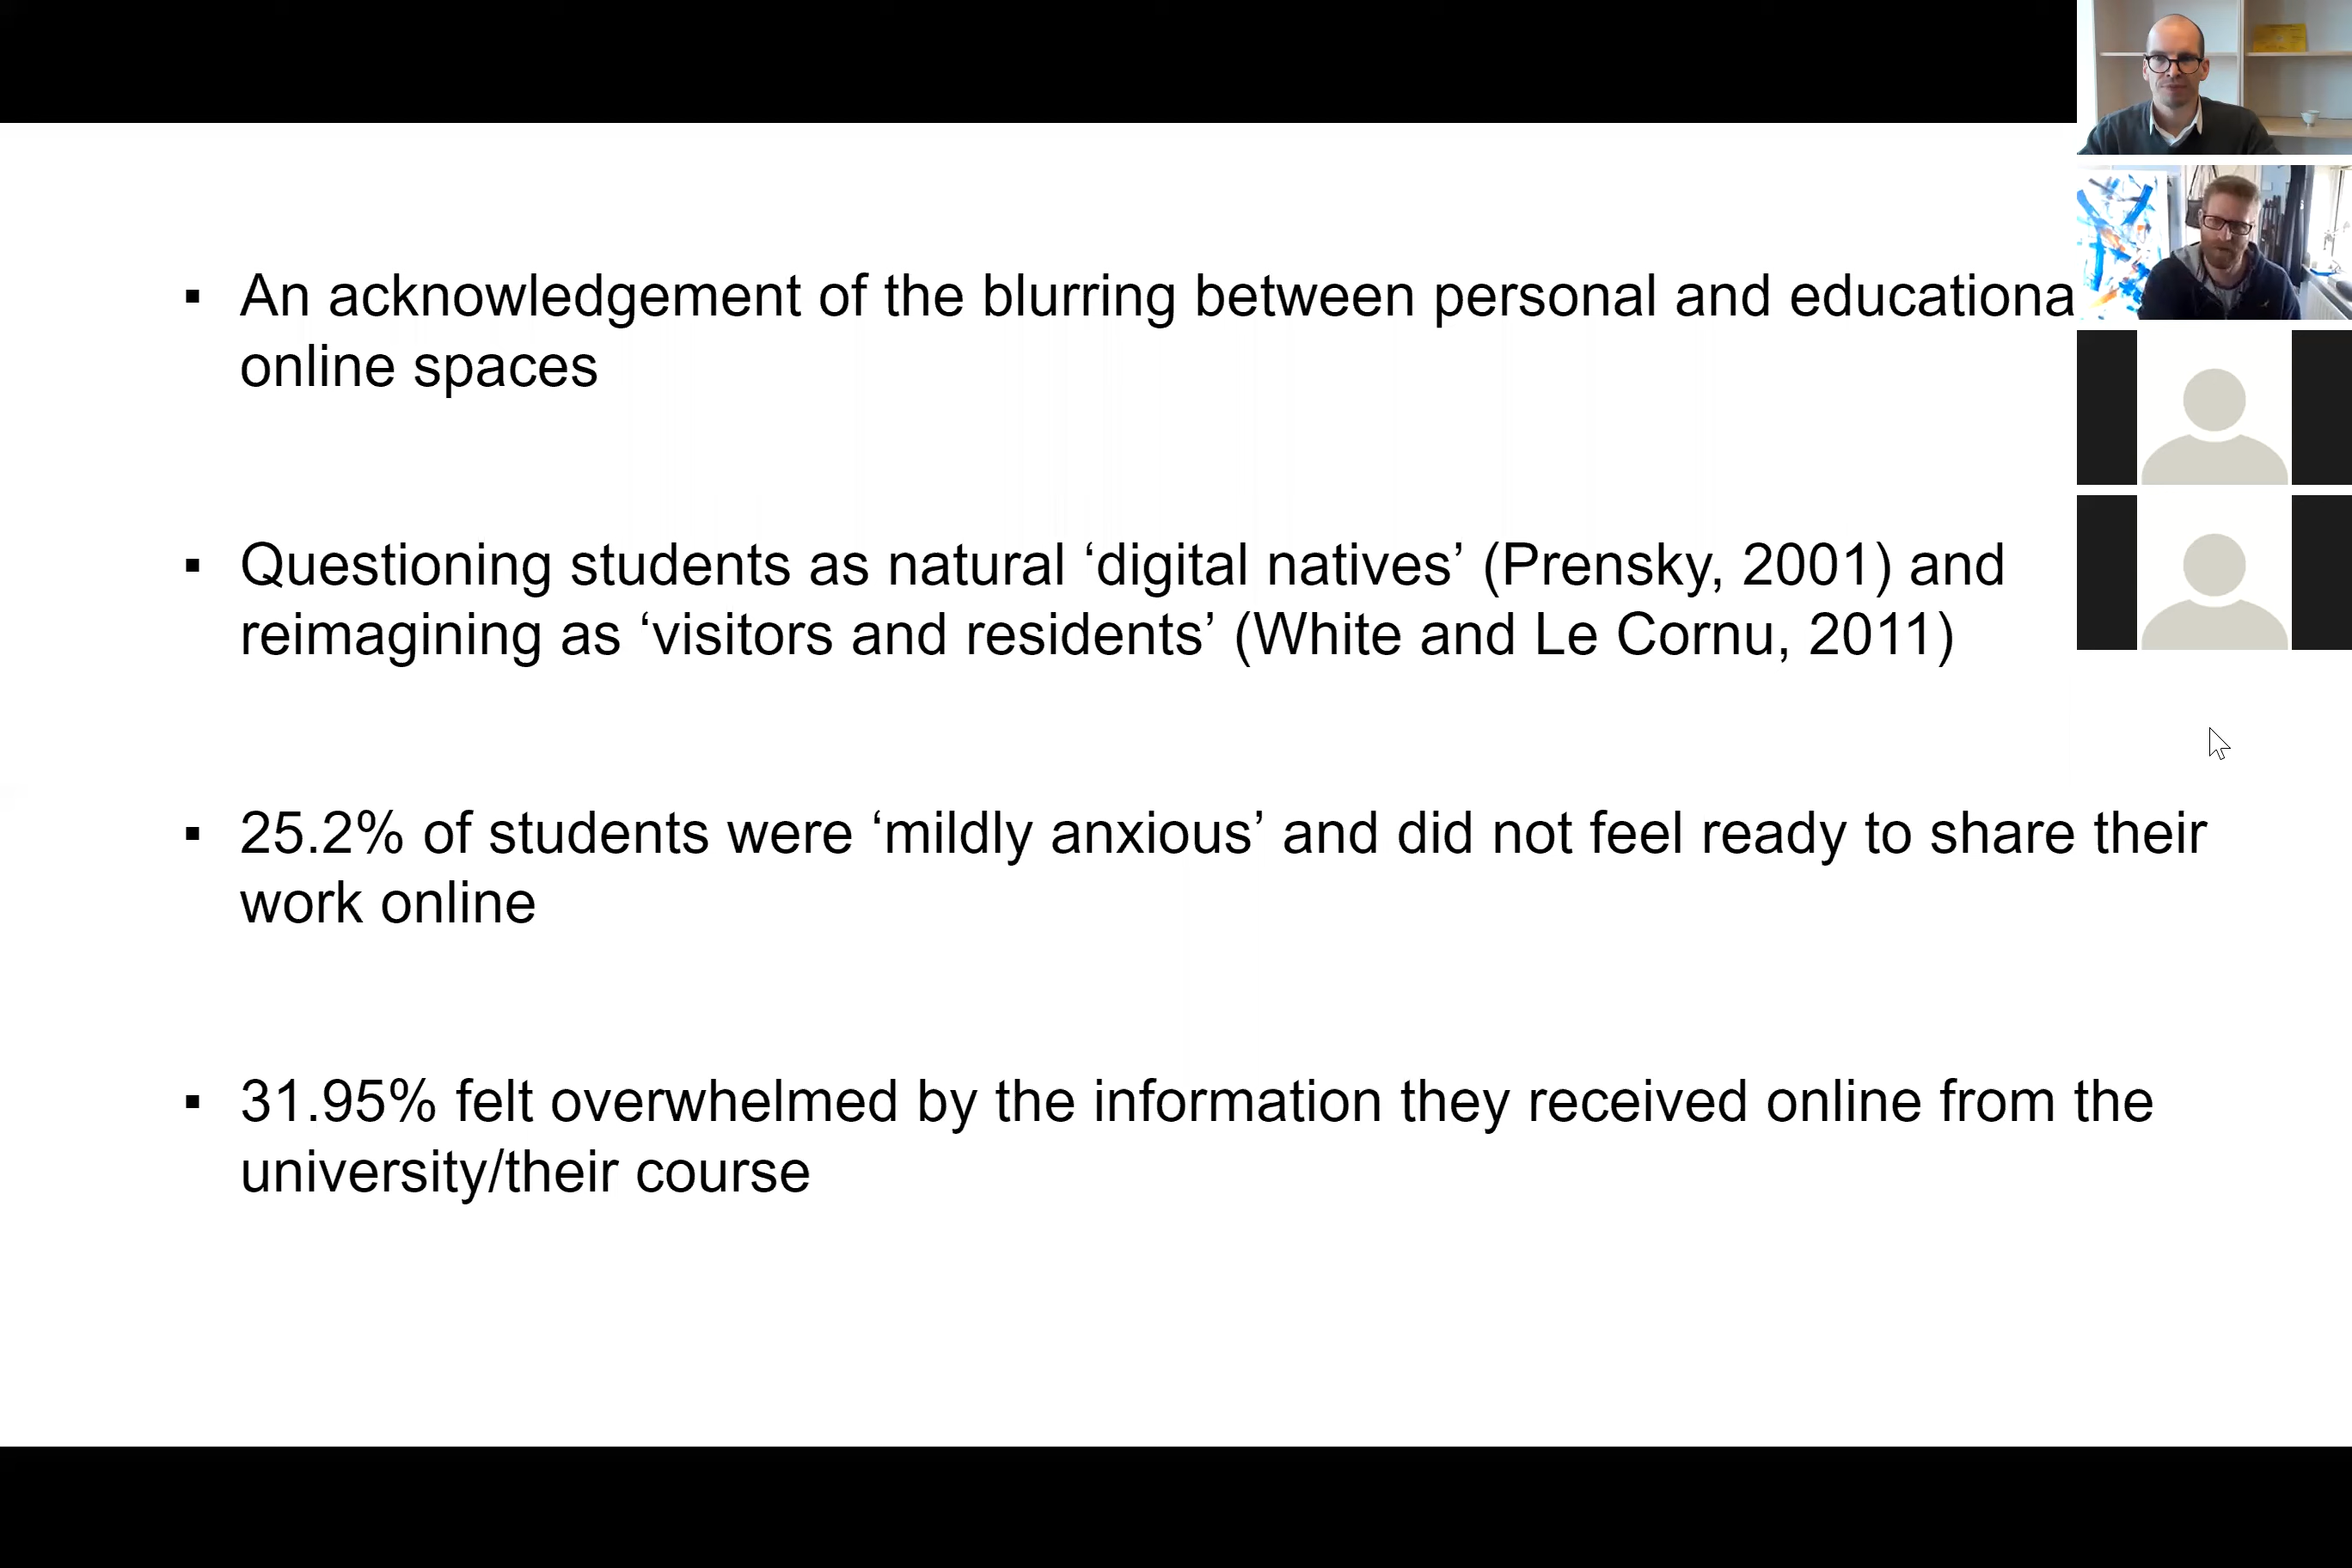 ▪ An acknowledgement of the blurring between personal and educationa
online spaces
▪ Questioning students as natural ‘digital natives’ (Prensky, 2001) and
reimagining as ‘visitors and residents’ (White and Le Cornu, 2011)
▪ 25.2% of students were ‘mildly anxious’ and did not feel ready to share their
work online
▪ 31.95% felt overwhelmed by the information they received online from the
university/their course